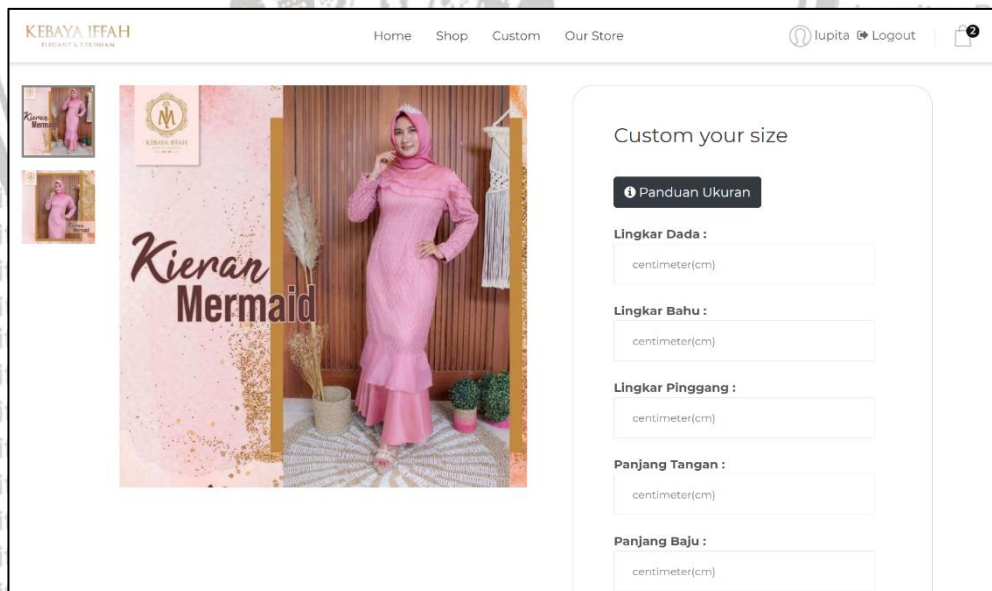 KEBAYA IFFAH
ELEGANT & FEMININE
Home Shop Custom Our Store
lupita Logout
2
KEBAYA IFFAH
Kieran
Mermaid
Custom your size
Panduan Ukuran
Lingkar Dada :
centimeter(cm)
Lingkar Bahu :
centimeter(cm)
Lingkar Pinggang :
centimeter(cm)
Panjang Tangan :
centimeter(cm)
Panjang Baju :
centimeter(cm)